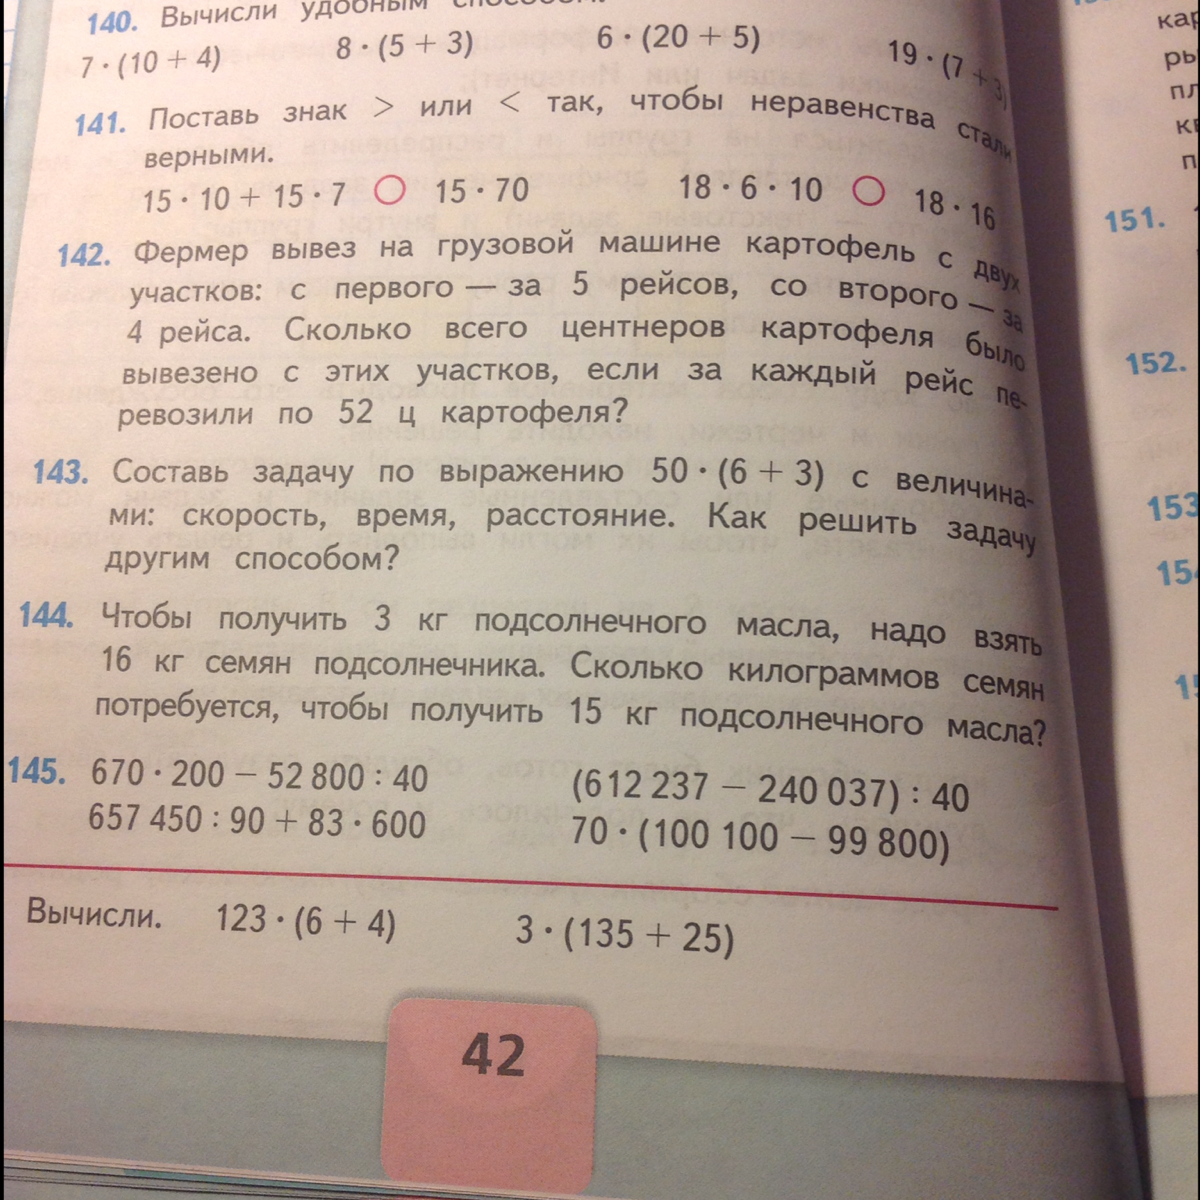 140. Вычисли удобным способом.
7 · (10 + 4) 8 · (5 + 3) 6 · (20 + 5) 19 · (7 + 3)
141. Поставь знак > или < так, чтобы неравенства стали
верными.
15 · 10 + 15 · 7 ○ 15 · 70 18 · 6 · 10 ○ 18 · 16
142. Фермер вывез на грузовой машине картофель с двух
участков: с первого — за 5 рейсов, со второго — за
4 рейса. Сколько всего центнеров картофеля было
вывезено с этих участков, если за каждый рейс пе-
ревозили по 52 ц картофеля?
143. Составь задачу по выражению 50 · (6 + 3) с величина-
ми: скорость, время, расстояние. Как решить задачу
другим способом?
144. Чтобы получить 3 кг подсолнечного масла, надо взять
16 кг семян подсолнечника. Сколько килограммов семян
потребуется, чтобы получить 15 кг подсолнечного масла?
145. 670 · 200 − 52 800 : 40 (612 237 − 240 037) : 40
657 450 : 90 + 83 · 600 70 · (100 100 − 99 800)
Вычисли. 123 · (6 + 4) 3 · (135 + 25)
42
151.
152.
153